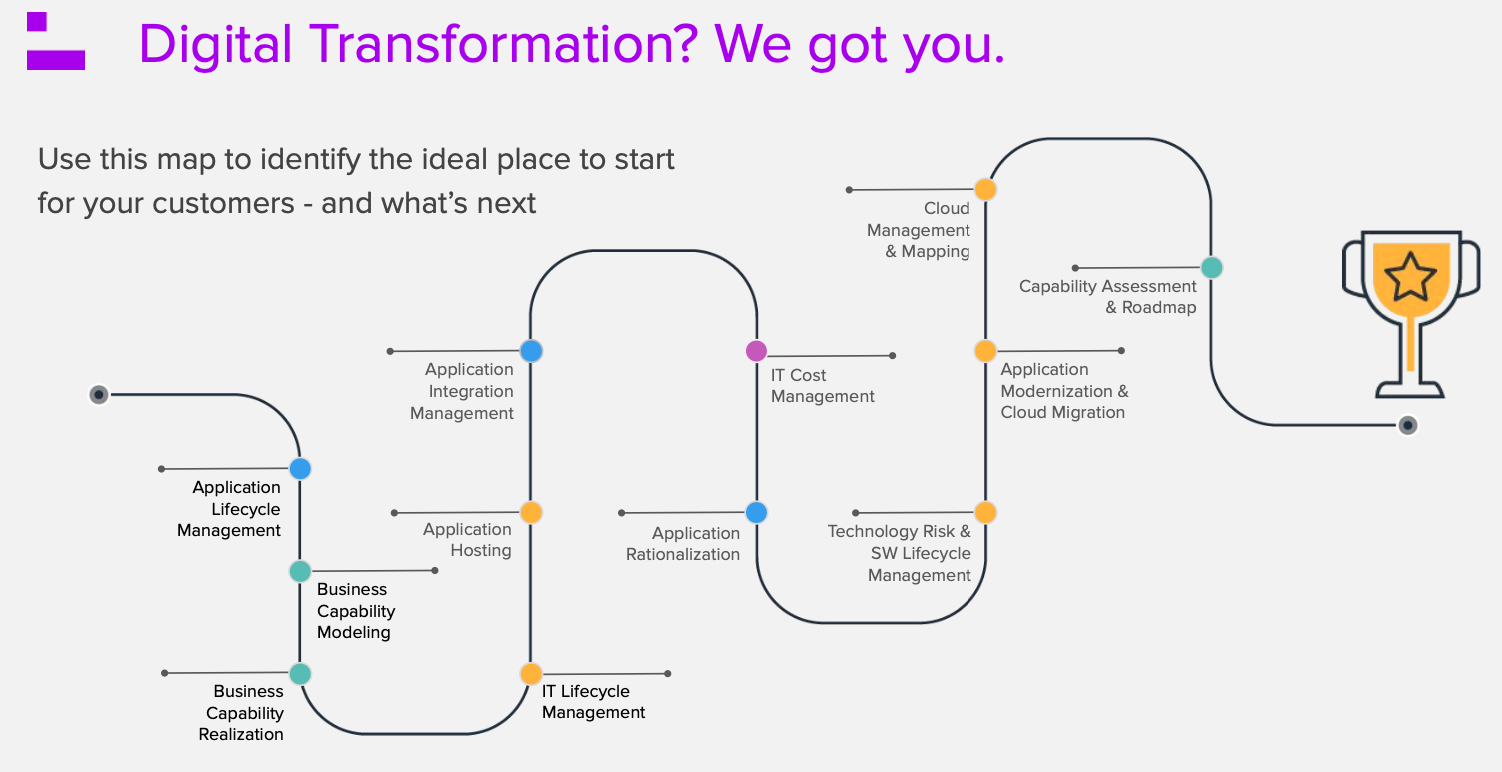 Digital Transformation? We got you.
Use this map to identify the ideal place to start
for your customers - and what’s next
Application
Lifecycle
Management
Business
Capability
Modeling
Business
Capability
Realization
IT Lifecycle
Management
Application
Hosting
Application
Integration
Management
IT Cost
Management
Application
Rationalization
Technology Risk &
SW Lifecycle
Management
Application
Modernization &
Cloud Migration
Cloud
Management
& Mapping
Capability Assessment
& Roadmap